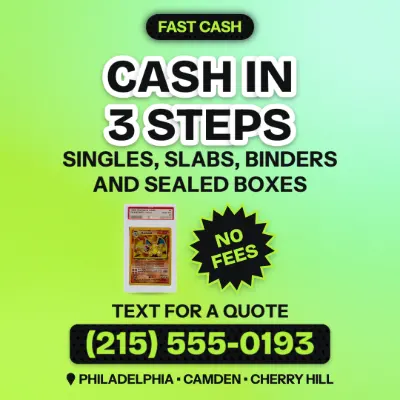 FAST CASH
CASH IN
3 STEPS
SINGLES, SLABS, BINDERS
AND SEALED BOXES
NO
FEES
TEXT FOR A QUOTE
(215) 555-0193
PHILADELPHIA • CAMDEN • CHERRY HILL